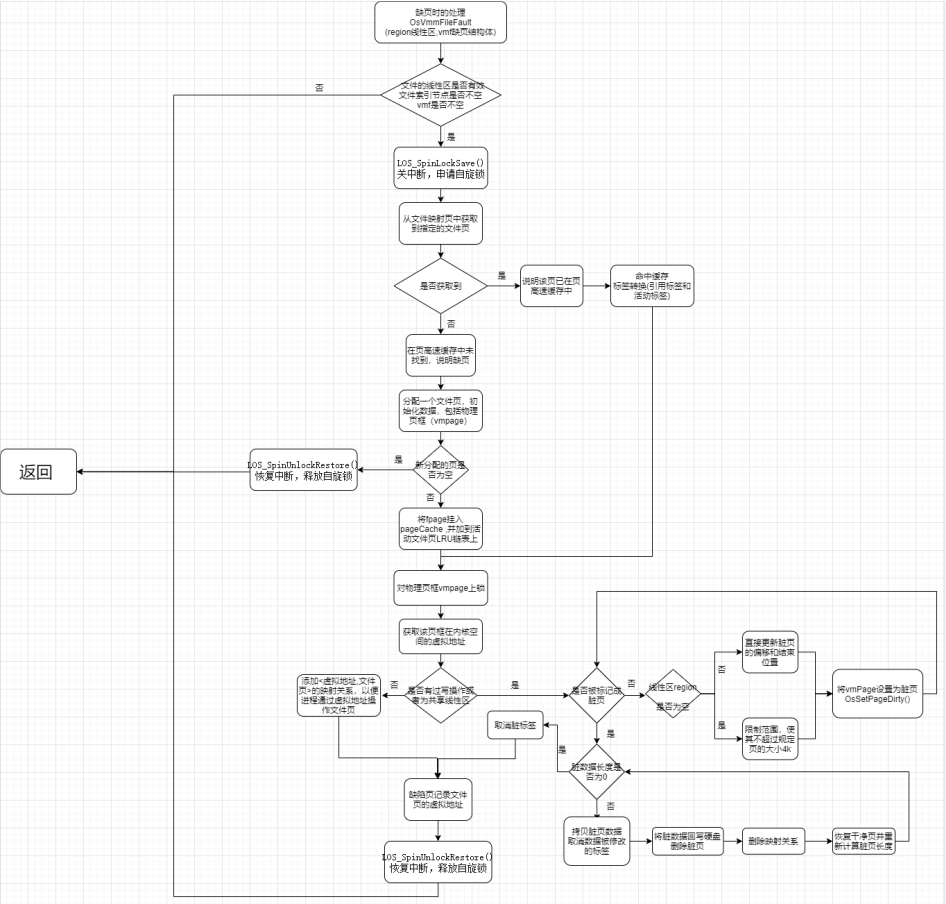 缺页时的处理
OsVmmFileFault
(region线性区,vmf缺页结构体)
文件的线性区是否有效
文件索引节点是否不空
vmf是否不空
否
是
LOS_SpinLockSave()
关中断，申请自旋锁
从文件映射页中获取
到指定的文件页
是否获取到
是
说明该页已在页
高速缓存中
命中缓存
标签转换(引用标签和
活动标签)
否
在页高速缓存中未
找到，说明缺页
分配一个文件页，初
始化数据，包括物理
页框（vmpage）
新分配的页是
否为空
是
LOS_SpinUnlockRestore()
恢复中断，释放自旋锁
返回
否
将fpage挂入
pageCache ,并加到活
动文件页LRU链表上
对物理页框vmpage上锁
获取该页框在内核空
间的虚拟地址
是否有过写操作或
者为共享线性区
否
添加<虚拟地址,文件
页>的映射关系，以便
进程通过虚拟地址操
作文件页
是
是否被标记成
脏页
否
线性区region
是否为空
否
直接更新脏页
的偏移和结束
位置
是
限制范围，使
其不超过规定
页的大小4k
将vmPage设置为脏页
OsSetPageDirty()
是
脏数据长度是
否为0
是
取消脏标签
否
拷贝脏页数据
取消数据被修改
的标签
将脏数据回写硬盘
删除脏页
删除映射关系
恢复干净页并重
新计算脏页长度
缺陷页记录文件
页的虚拟地址
LOS_SpinUnlockRestore()
恢复中断，释放自旋锁